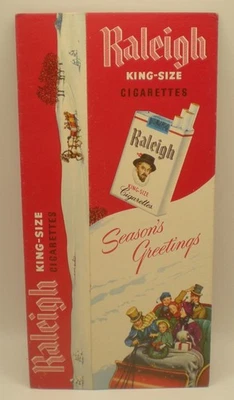 Raleigh
KING-SIZE
CIGARETTES
Raleigh
KING-SIZE
Cigarettes
Season's
Greetings
Raleigh
KING-SIZE
CIGARETTES